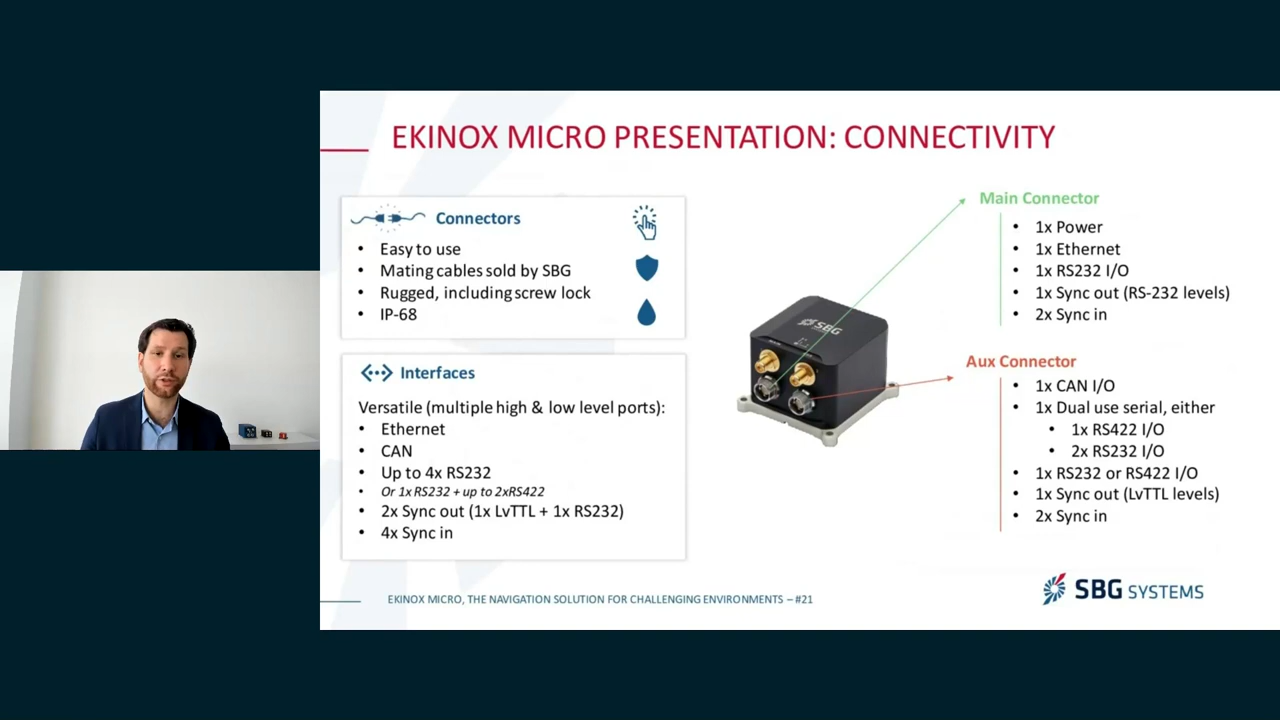 EKINOX MICRO PRESENTATION: CONNECTIVITY
Connectors
• Easy to use
• Mating cables sold by SBG
• Rugged, including screw lock
• IP-68
Interfaces
Versatile (multiple high & low level ports):
• Ethernet
• CAN
• Up to 4x RS232
• Or 1x RS232 + up to 2xRS422
• 2x Sync out (1x LvTTL + 1x RS232)
• 4x Sync in
SBG
Main Connector
• 1x Power
• 1x Ethernet
• 1x RS232 I/O
• 1x Sync out (RS-232 levels)
• 2x Sync in
Aux Connector
• 1x CAN I/O
• 1x Dual use serial, either
• 1x RS422 I/O
• 2x RS232 I/O
• 1x RS232 or RS422 I/O
• 1x Sync out (LvTTL levels)
• 2x Sync in
EKINOX MICRO, THE NAVIGATION SOLUTION FOR CHALLENGING ENVIRONMENTS – #21
SBG SYSTEMS